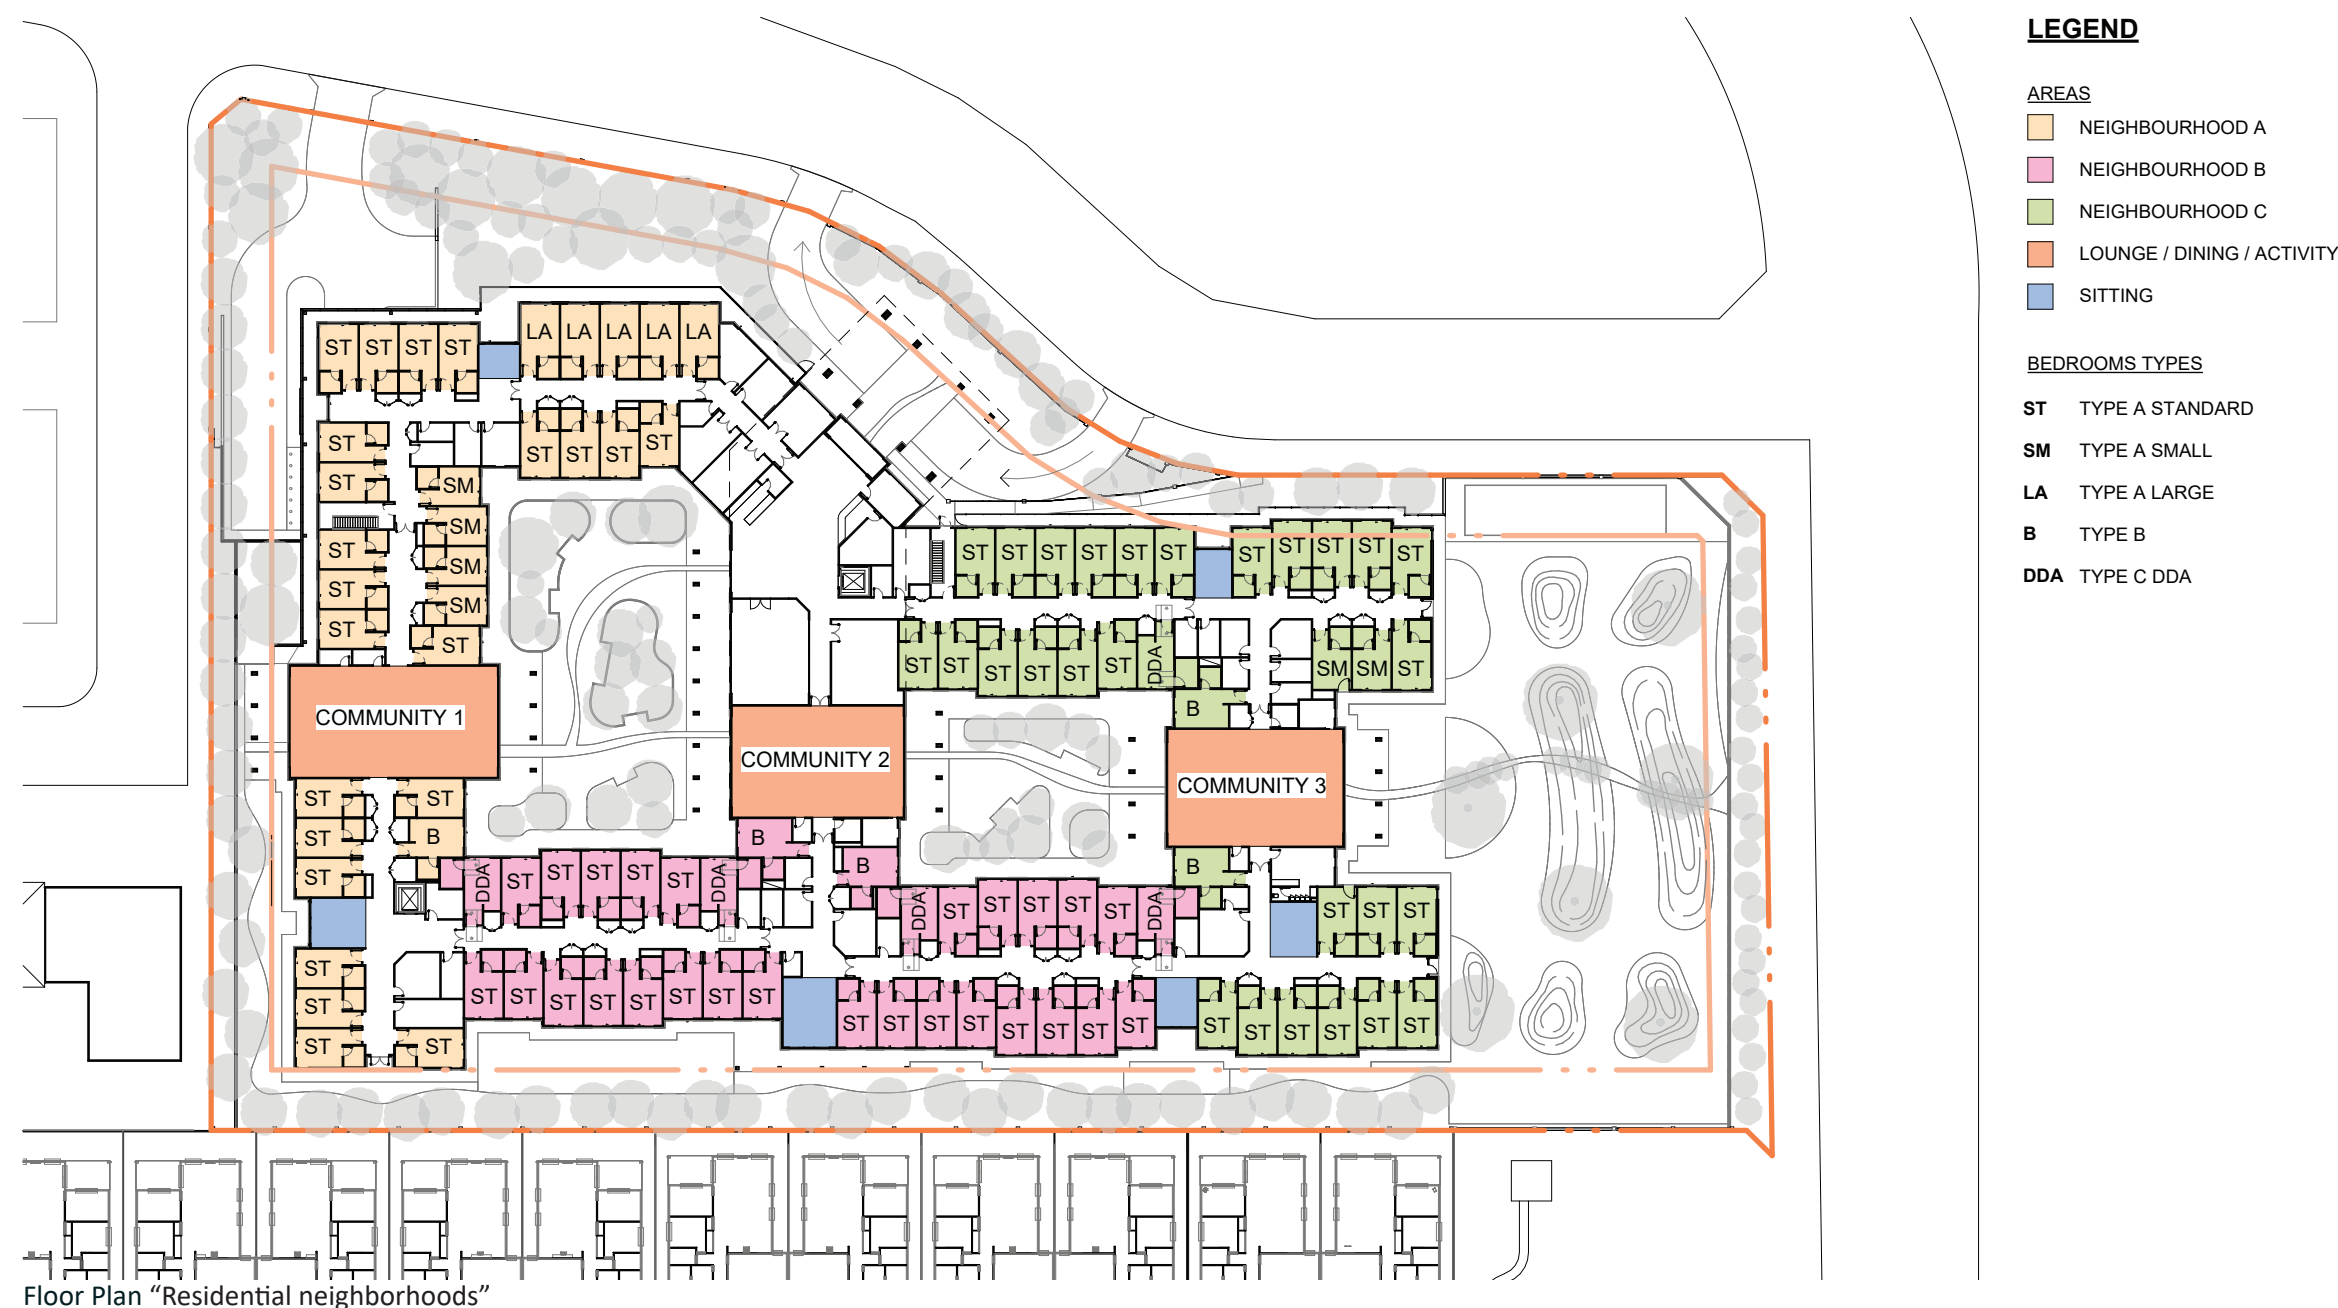 LEGEND
AREAS
NEIGHBOURHOOD A
NEIGHBOURHOOD B
NEIGHBOURHOOD C
LOUNGE / DINING / ACTIVITY
SITTING
BEDROOMS TYPES
ST TYPE A STANDARD
SM TYPE A SMALL
LA TYPE A LARGE
B TYPE B
DDA TYPE C DDA
LA LA LA LA LA
ST ST ST ST
ST ST ST ST
ST
ST
SM
SM
ST
SM
ST
SM
ST
ST
ST ST ST ST ST ST ST ST ST ST ST
ST ST ST ST ST ST DDA SM SM ST
COMMUNITY 1
B
COMMUNITY 2
COMMUNITY 3
ST ST
ST B
B
B
B
ST
DDA ST ST ST ST ST DDA
DDA ST ST ST ST ST DDA
ST ST ST
ST
ST
ST ST
ST ST ST ST ST ST ST ST
ST ST ST ST ST ST ST ST
ST ST ST ST ST ST
Floor Plan “Residential neighborhoods”